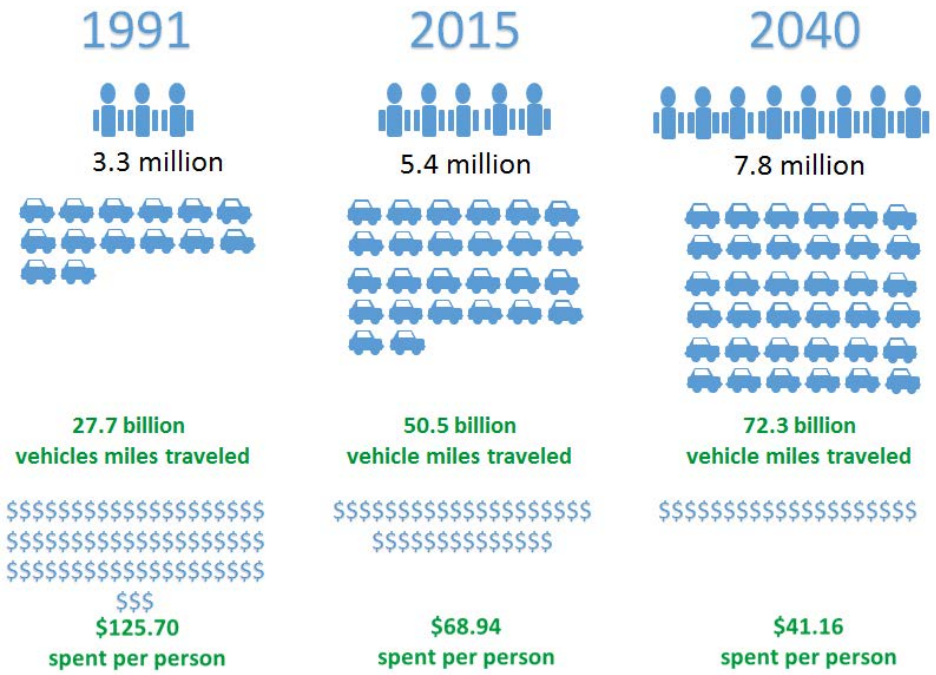 1991
3.3 million
27.7 billion
vehicles miles traveled
$$$$$$$$$$$$$$$$$$$$
$$$$$$$$$$$$$$$$$$$$
$$$$$$$$$$$$$$$$$$$$
$$$
$125.70
spent per person
2015
5.4 million
50.5 billion
vehicle miles traveled
$$$$$$$$$$$$$$$$$$$$
$$$$$$$$$$$$$$
$68.94
spent per person
2040
7.8 million
72.3 billion
vehicle miles traveled
$$$$$$$$$$$$$$$$$$$$
$41.16
spent per person